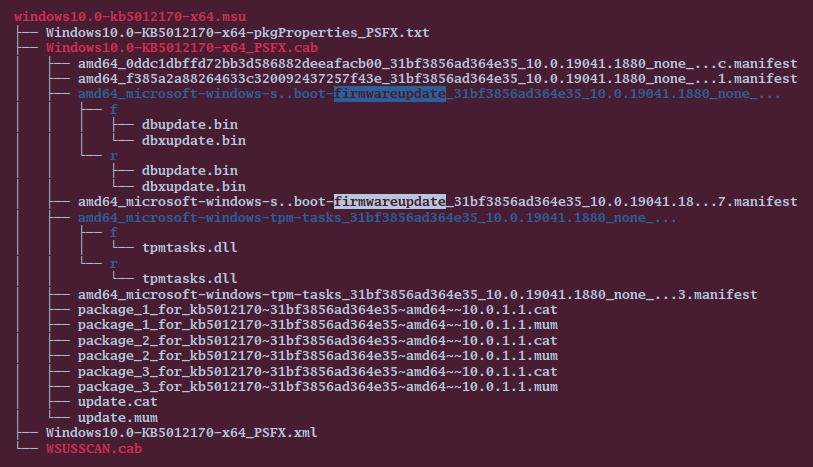 windows10.0-kb5012170-x64.msu
├── Windows10.0-KB5012170-x64-pkgProperties_PSFX.txt
├── Windows10.0-KB5012170-x64_PSFX.cab
│   ├── amd64_0ddc1dbffd72bb3d586882deeafacb00_31bf3856ad364e35_10.0.19041.1880_none_...c.manifest
│   ├── amd64_f385a2a88264633c320092437257f43e_31bf3856ad364e35_10.0.19041.1880_none_...1.manifest
│   ├── amd64_microsoft-windows-s..boot-firmwareupdate_31bf3856ad364e35_10.0.19041.1880_none_...
│   │   ├── f
│   │   │   ├── dbupdate.bin
│   │   │   └── dbxupdate.bin
│   │   └── r
│   │       ├── dbupdate.bin
│   │       └── dbxupdate.bin
│   ├── amd64_microsoft-windows-s..boot-firmwareupdate_31bf3856ad364e35_10.0.19041.18...7.manifest
│   ├── amd64_microsoft-windows-tpm-tasks_31bf3856ad364e35_10.0.19041.1880_none_...
│   │   ├── f
│   │   │   └── tpmtasks.dll
│   │   └── r
│   │       └── tpmtasks.dll
│   ├── amd64_microsoft-windows-tpm-tasks_31bf3856ad364e35_10.0.19041.1880_none_...3.manifest
│   ├── package_1_for_kb5012170~31bf3856ad364e35~amd64~~10.0.1.1.cat
│   ├── package_1_for_kb5012170~31bf3856ad364e35~amd64~~10.0.1.1.mum
│   ├── package_2_for_kb5012170~31bf3856ad364e35~amd64~~10.0.1.1.cat
│   ├── package_2_for_kb5012170~31bf3856ad364e35~amd64~~10.0.1.1.mum
│   ├── package_3_for_kb5012170~31bf3856ad364e35~amd64~~10.0.1.1.cat
│   ├── package_3_for_kb5012170~31bf3856ad364e35~amd64~~10.0.1.1.mum
│   ├── update.cat
│   └── update.mum
├── Windows10.0-KB5012170-x64_PSFX.xml
└── WSUSSCAN.cab